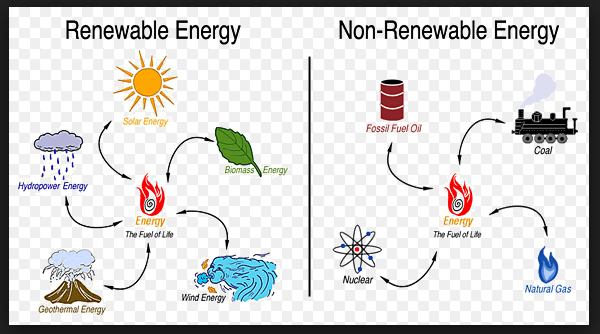 Renewable Energy
Solar Energy
Hydropower Energy
Biomass Energy
Energy
The Fuel of Life
Geothermal Energy
Wind Energy
Non-Renewable Energy
Fossil Fuel Oil
Coal
Energy
The Fuel of Life
Nuclear
Natural Gas